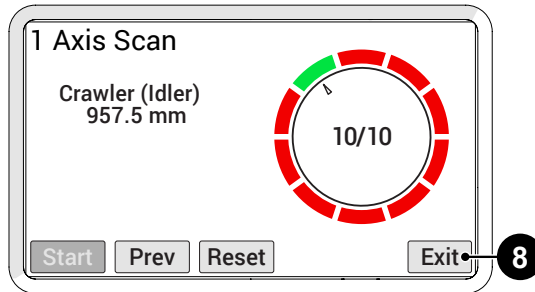 1 Axis Scan
Crawler (Idler)
957.5 mm
10/10
Start Prev Reset Exit 8